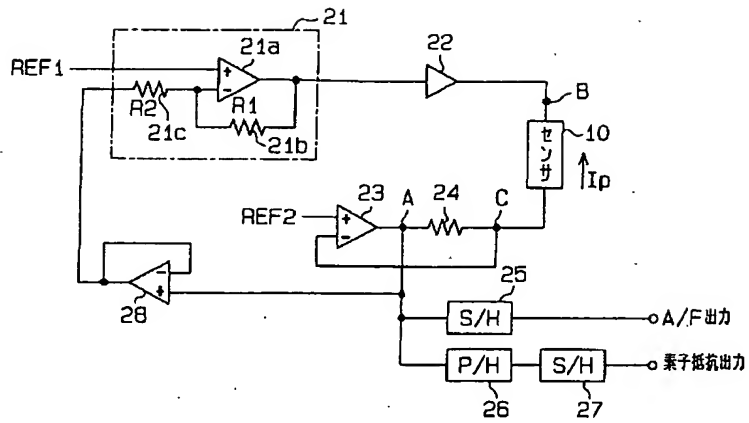 21
21a
22
REF1
+
-
B
R2
R1
21c
21b
センサ
10
Ip
23
A
24
C
REF2
+
-
-
+
28
25
S/H
A/F出力
P/H
S/H
素子抵抗出力
26
27